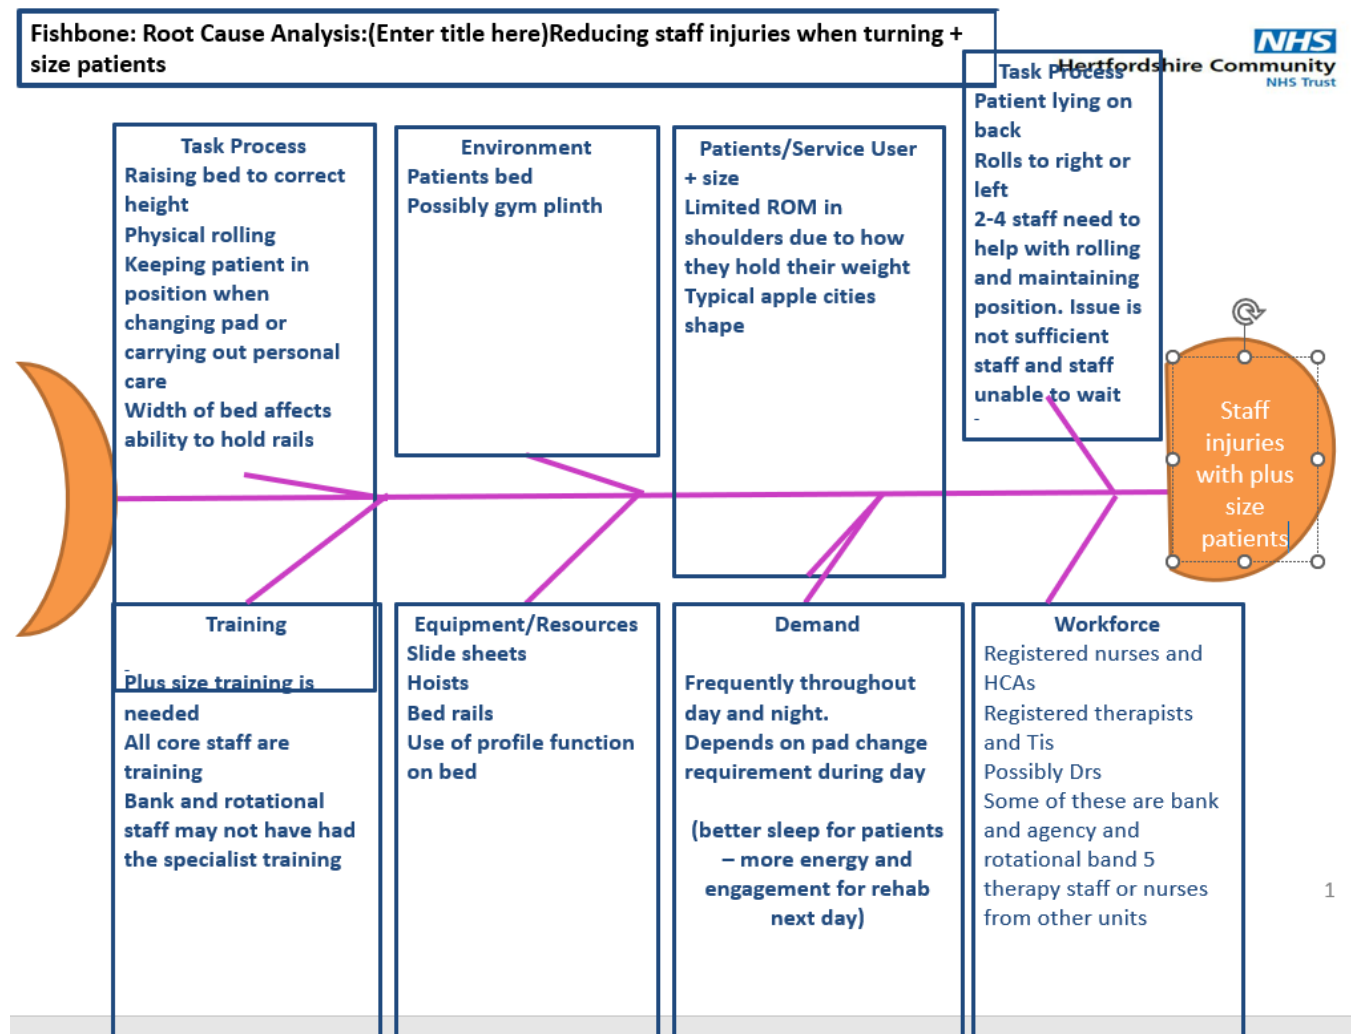 Fishbone: Root Cause Analysis:(Enter title here)Reducing staff injuries when turning +
size patients
NHS
Hertfordshire Community
NHS Trust
Task Process
Raising bed to correct
height
Physical rolling
Keeping patient in
position when
changing pad or
carrying out personal
care
Width of bed affects
ability to hold rails
-
Environment
Patients bed
Possibly gym plinth
Patients/Service User
+ size
Limited ROM in
shoulders due to how
they hold their weight
Typical apple cities
shape
Task Process
Patient lying on
back
Rolls to right or
left
2-4 staff need to
help with rolling
and maintaining
position. Issue is
not sufficient
staff and staff
unable to wait
-
Staff
injuries
with plus
size
patients
Training
Plus size training is
needed
All core staff are
training
Bank and rotational
staff may not have had
the specialist training
Equipment/Resources
Slide sheets
Hoists
Bed rails
Use of profile function
on bed
Demand
Frequently throughout
day and night.
Depends on pad change
requirement during day
(better sleep for patients
– more energy and
engagement for rehab
next day)
Workforce
Registered nurses and
HCAs
Registered therapists
and Tis
Possibly Drs
Some of these are bank
and agency and
rotational band 5
therapy staff or nurses
from other units
1